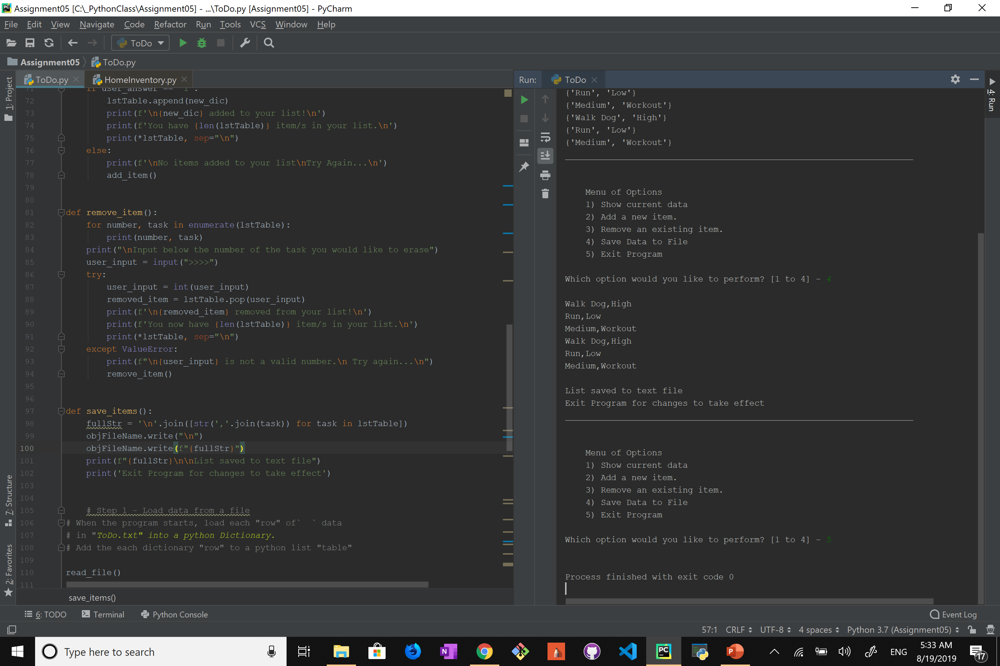 Assignment05 [C:\_PythonClass\Assignment05] - ...\ToDo.py [Assignment05] - PyCharm
File Edit View Navigate Code Refactor Run Tools VCS Window Help
ToDo
Assignment05 ToDo.py
1: Project
ToDo.py HomeInventory.py
71 if user_answer == '1':
72 lstTable.append(new_dic)
73 print(f'\n{new_dic} added to your list!\n')
74 print(f'You have {len(lstTable)} item/s in your list.\n')
75 print(*lstTable, sep="\n")
76 else:
77 print(f'\nNo items added to your list\nTry Again...\n')
78 add_item()
79
80
81 def remove_item():
82 for number, task in enumerate(lstTable):
83 print(number, task)
84 print("\nInput below the number of the task you would like to erase")
85 user_input = input(">>>>")
86 try:
87 user_input = int(user_input)
88 removed_item = lstTable.pop(user_input)
89 print(f'\n{removed_item} removed from your list!\n')
90 print(f'You now have {len(lstTable)} item/s in your list.\n')
91 print(*lstTable, sep="\n")
92 except ValueError:
93 print(f"\n{user_input} is not a valid number.\n Try again...\n")
94 remove_item()
95
96
97 def save_items():
98 fullStr = '\n'.join([str(','.join(task)) for task in lstTable])
99 objFileName.write("\n")
100 objFileName.write(f"{fullStr}")
101 print(f"{fullStr}\n\nList saved to text file")
102 print('Exit Program for changes to take effect')
103
104
105 # Step 1 - Load data from a file
106 # When the program starts, load each "row" of` ` data
107 # in "ToDo.txt" into a python Dictionary.
108 # Add the each dictionary "row" to a python list "table"
109
110 read_file()
111
save_items()
7: Structure
2: Favorites
Run: ToDo
4: Run
{'Run', 'Low'}
{'Medium', 'Workout'}
{'Walk Dog', 'High'}
{'Run', 'Low'}
{'Medium', 'Workout'}
Menu of Options
1) Show current data
2) Add a new item.
3) Remove an existing item.
4) Save Data to File
5) Exit Program
Which option would you like to perform? [1 to 4] - 4
Walk Dog,High
Run,Low
Medium,Workout
Walk Dog,High
Run,Low
Medium,Workout
List saved to text file
Exit Program for changes to take effect
Menu of Options
1) Show current data
2) Add a new item.
3) Remove an existing item.
4) Save Data to File
5) Exit Program
Which option would you like to perform? [1 to 4] - 5
Process finished with exit code 0
6: TODO Terminal Python Console Event Log
57:1 CRLF UTF-8 4 spaces Python 3.7 (Assignment05)
Type here to search
ENG
5:33 AM
8/19/2019
17